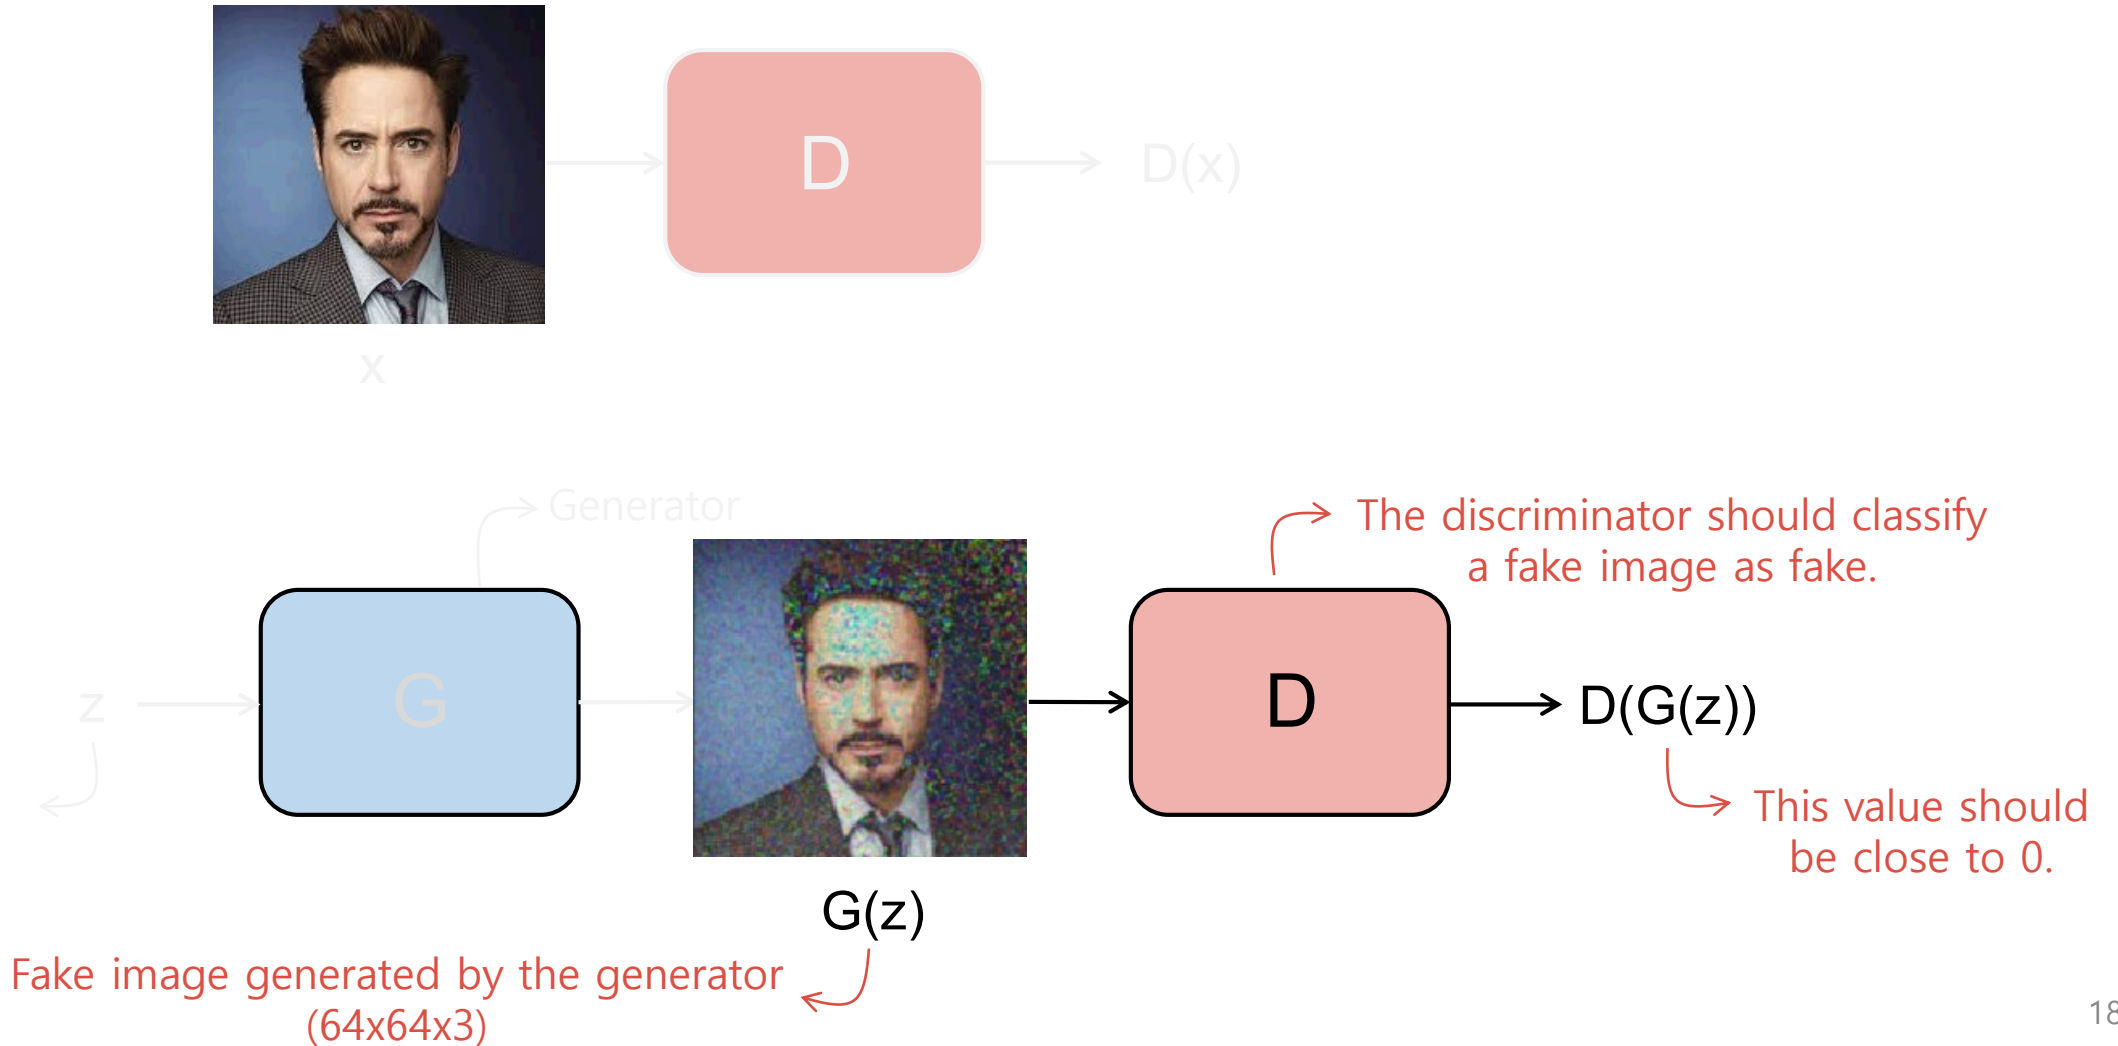 D
D(x)
x
Generator
The discriminator should classify
a fake image as fake.
z
G
D
D(G(z))
This value should
be close to 0.
G(z)
Fake image generated by the generator
(64x64x3)
18